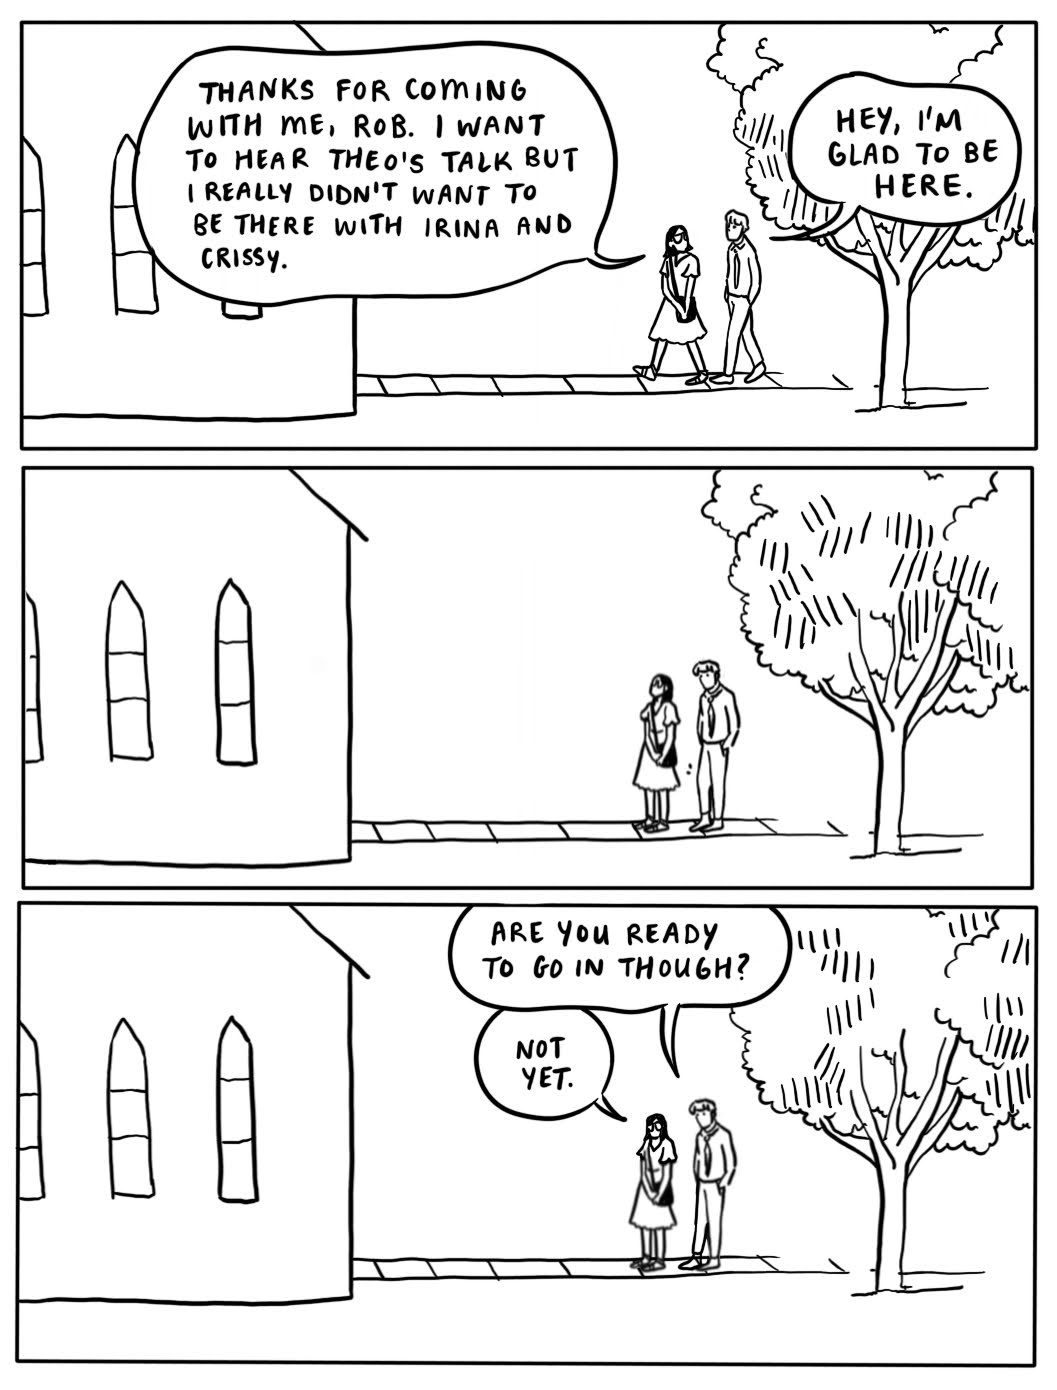 THANKS FOR COMING
WITH ME, ROB. I WANT
TO HEAR THEO'S TALK BUT
I REALLY DIDN'T WANT TO
BE THERE WITH IRINA AND
CRISSY.
HEY, I'M
GLAD TO BE
HERE.
ARE YOU READY
TO GO IN THOUGH?
NOT
YET.